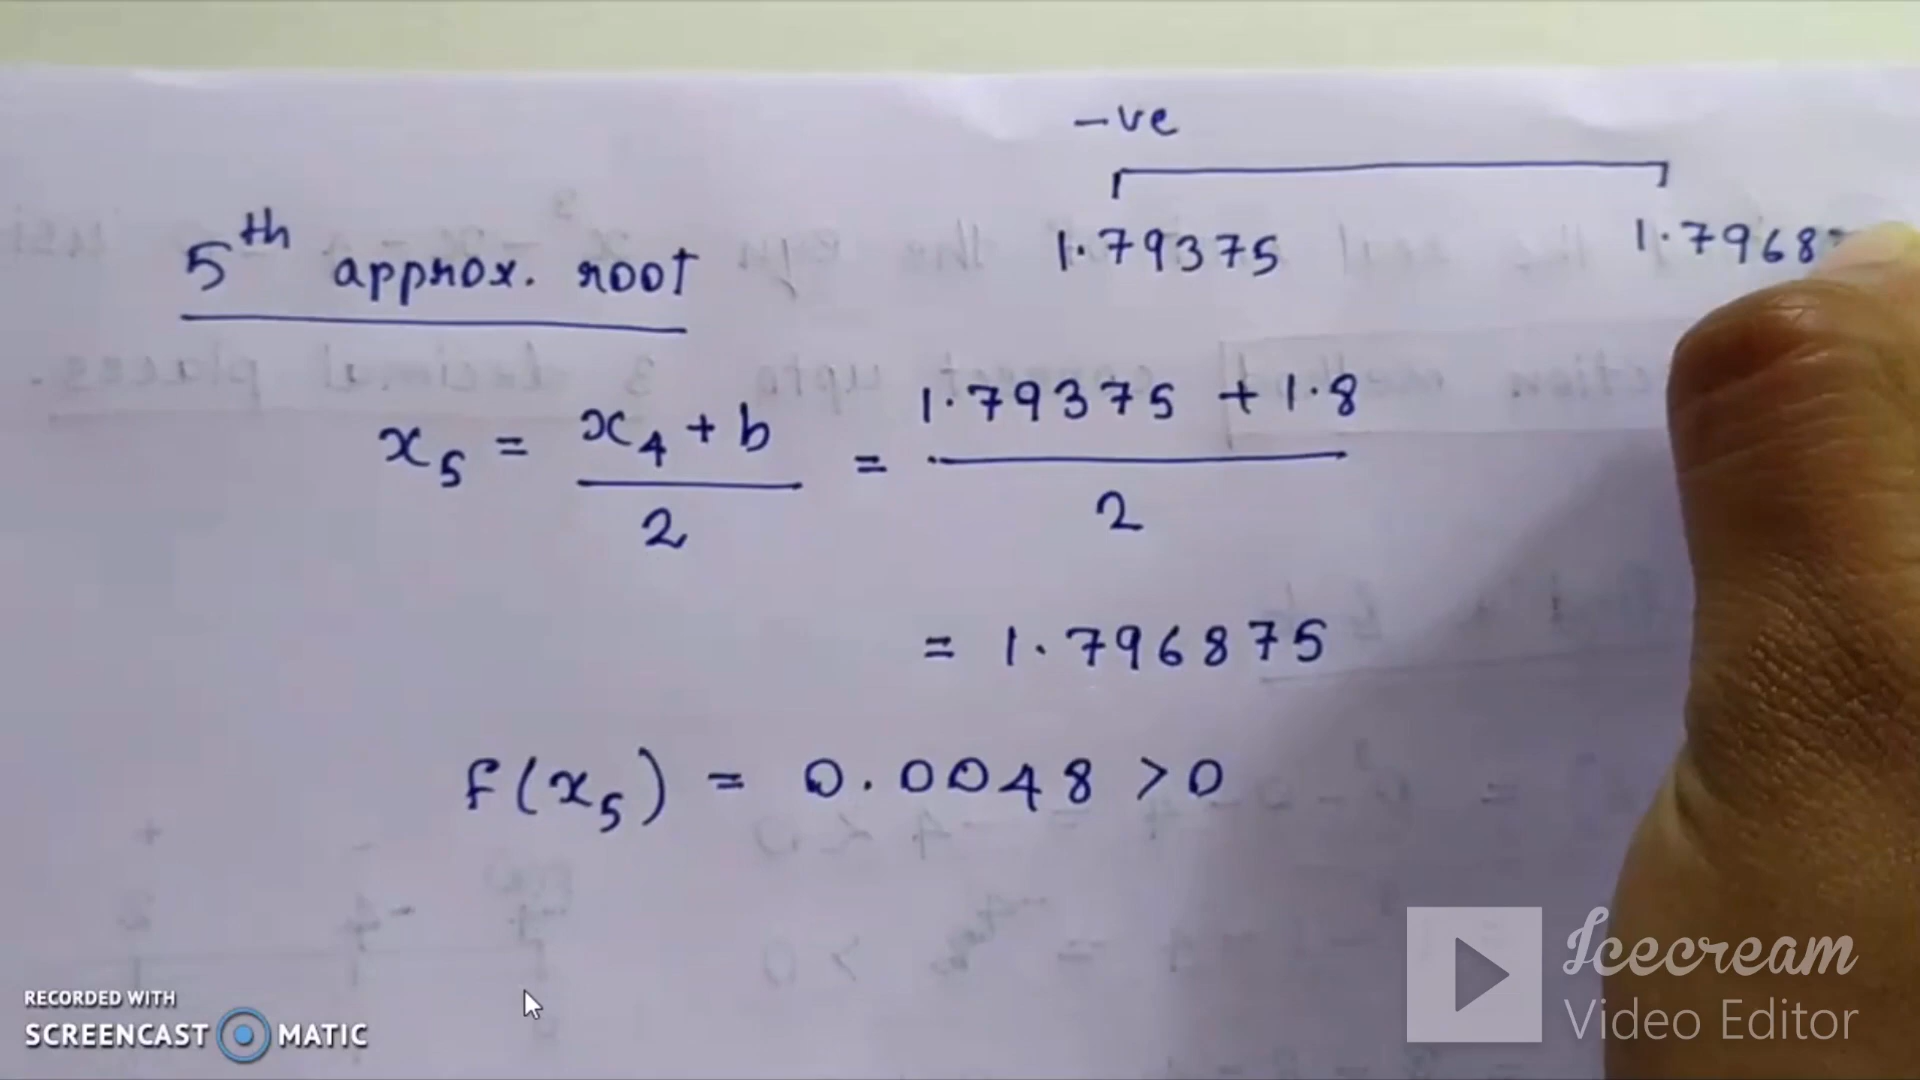 -ve
5th approx. root
1.79375 1.7968
x5 = x4 + b / 2 = 1.79375 + 1.8 / 2
= 1.796875
f(x5) = 0.0048 > 0
RECORDED WITH
SCREENCAST MATIC
Icecream
Video Editor